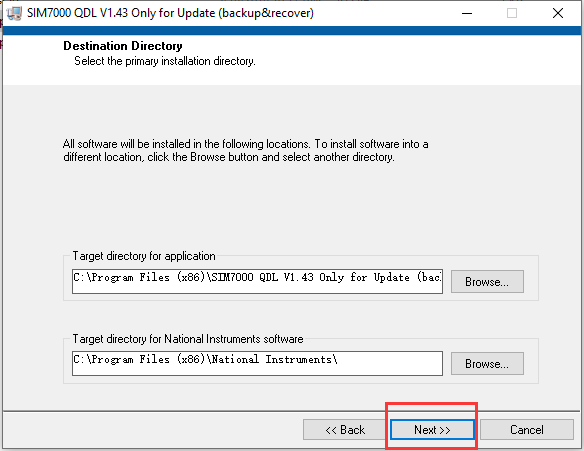 SIM7000 QDL V1.43 Only for Update (backup&recover)
Destination Directory
Select the primary installation directory.
All software will be installed in the following locations. To install software into a
different location, click the Browse button and select another directory.
Target directory for application
C:\Program Files (x86)\SIM7000 QDL V1.43 Only for Update (bac
Browse...
Target directory for National Instruments software
C:\Program Files (x86)\National Instruments\
Browse...
<< Back
Next >>
Cancel